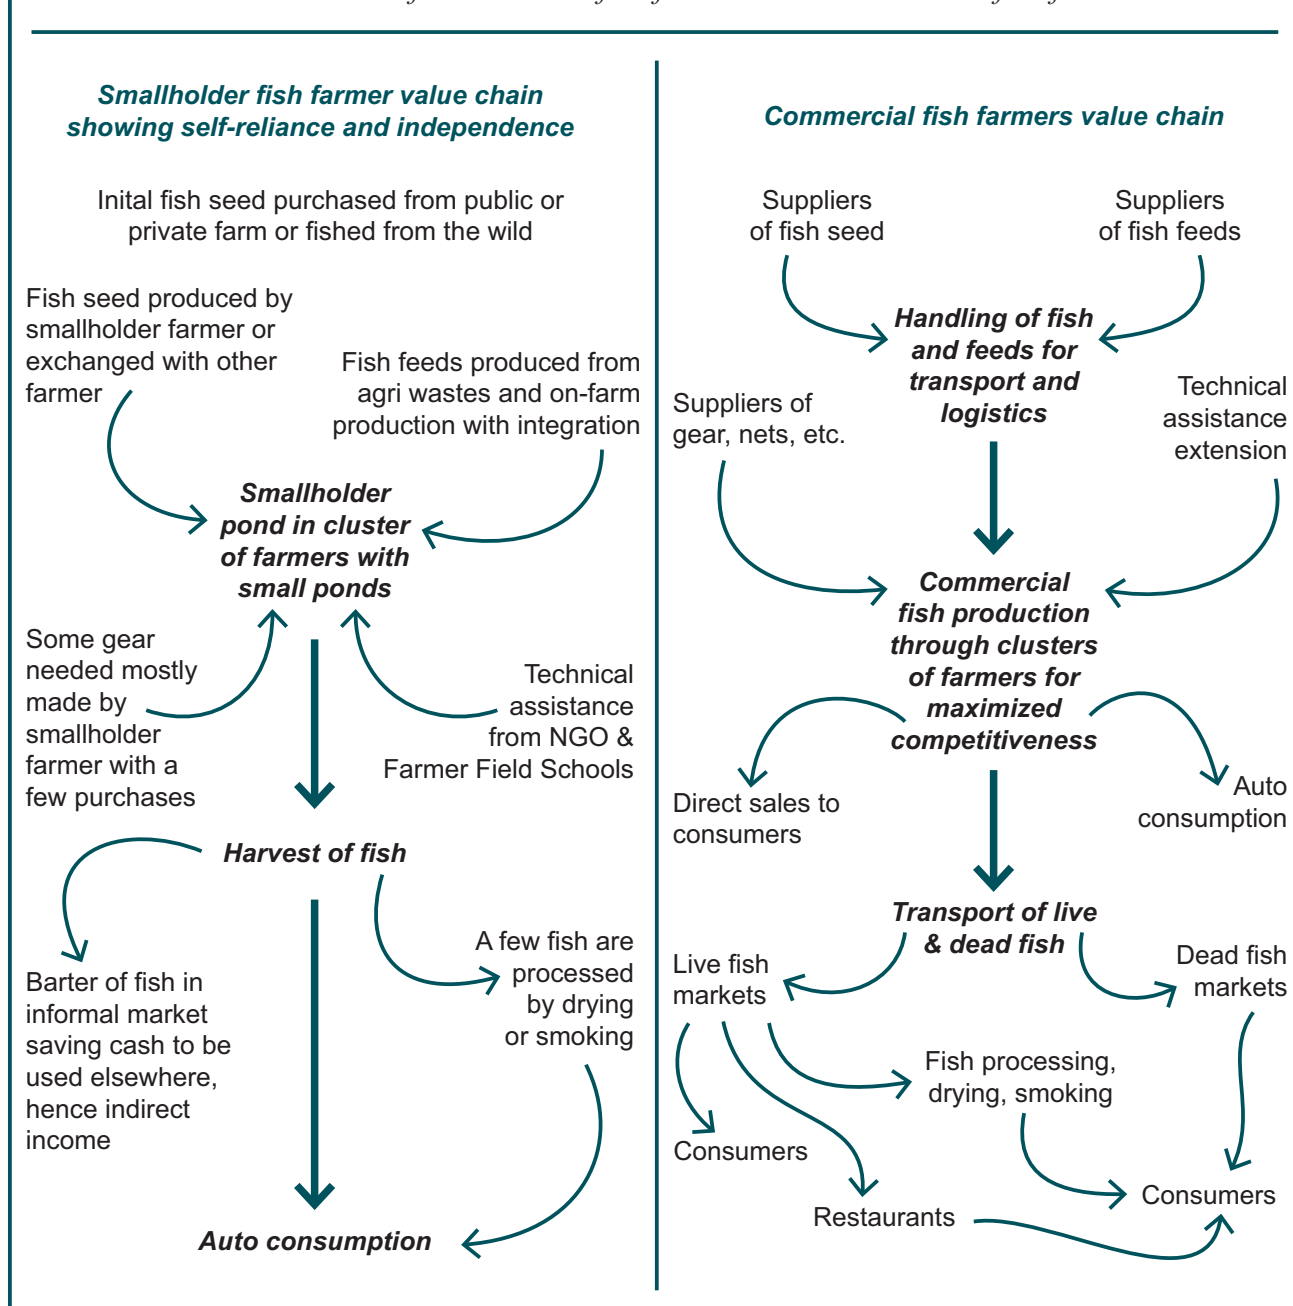 Smallholder fish farmer value chain
showing self-reliance and independence
Inital fish seed purchased from public or
private farm or fished from the wild
Fish seed produced by
smallholder farmer or
exchanged with other
farmer
Fish feeds produced from
agri wastes and on-farm
production with integration
Smallholder
pond in cluster
of farmers with
small ponds
Some gear
needed mostly
made by
smallholder
farmer with a
few purchases
Technical
assistance
from NGO &
Farmer Field Schools
Harvest of fish
Barter of fish in
informal market
saving cash to be
used elsewhere,
hence indirect
income
A few fish are
processed
by drying
or smoking
Auto consumption
Commercial fish farmers value chain
Suppliers
of fish seed
Suppliers
of fish feeds
Handling of fish
and feeds for
transport and
logistics
Suppliers of
gear, nets, etc.
Technical
assistance
extension
Commercial
fish production
through clusters
of farmers for
maximized
competitiveness
Direct sales to
consumers
Auto
consumption
Transport of live
& dead fish
Live fish
markets
Dead fish
markets
Fish processing,
drying, smoking
Consumers
Restaurants
Consumers